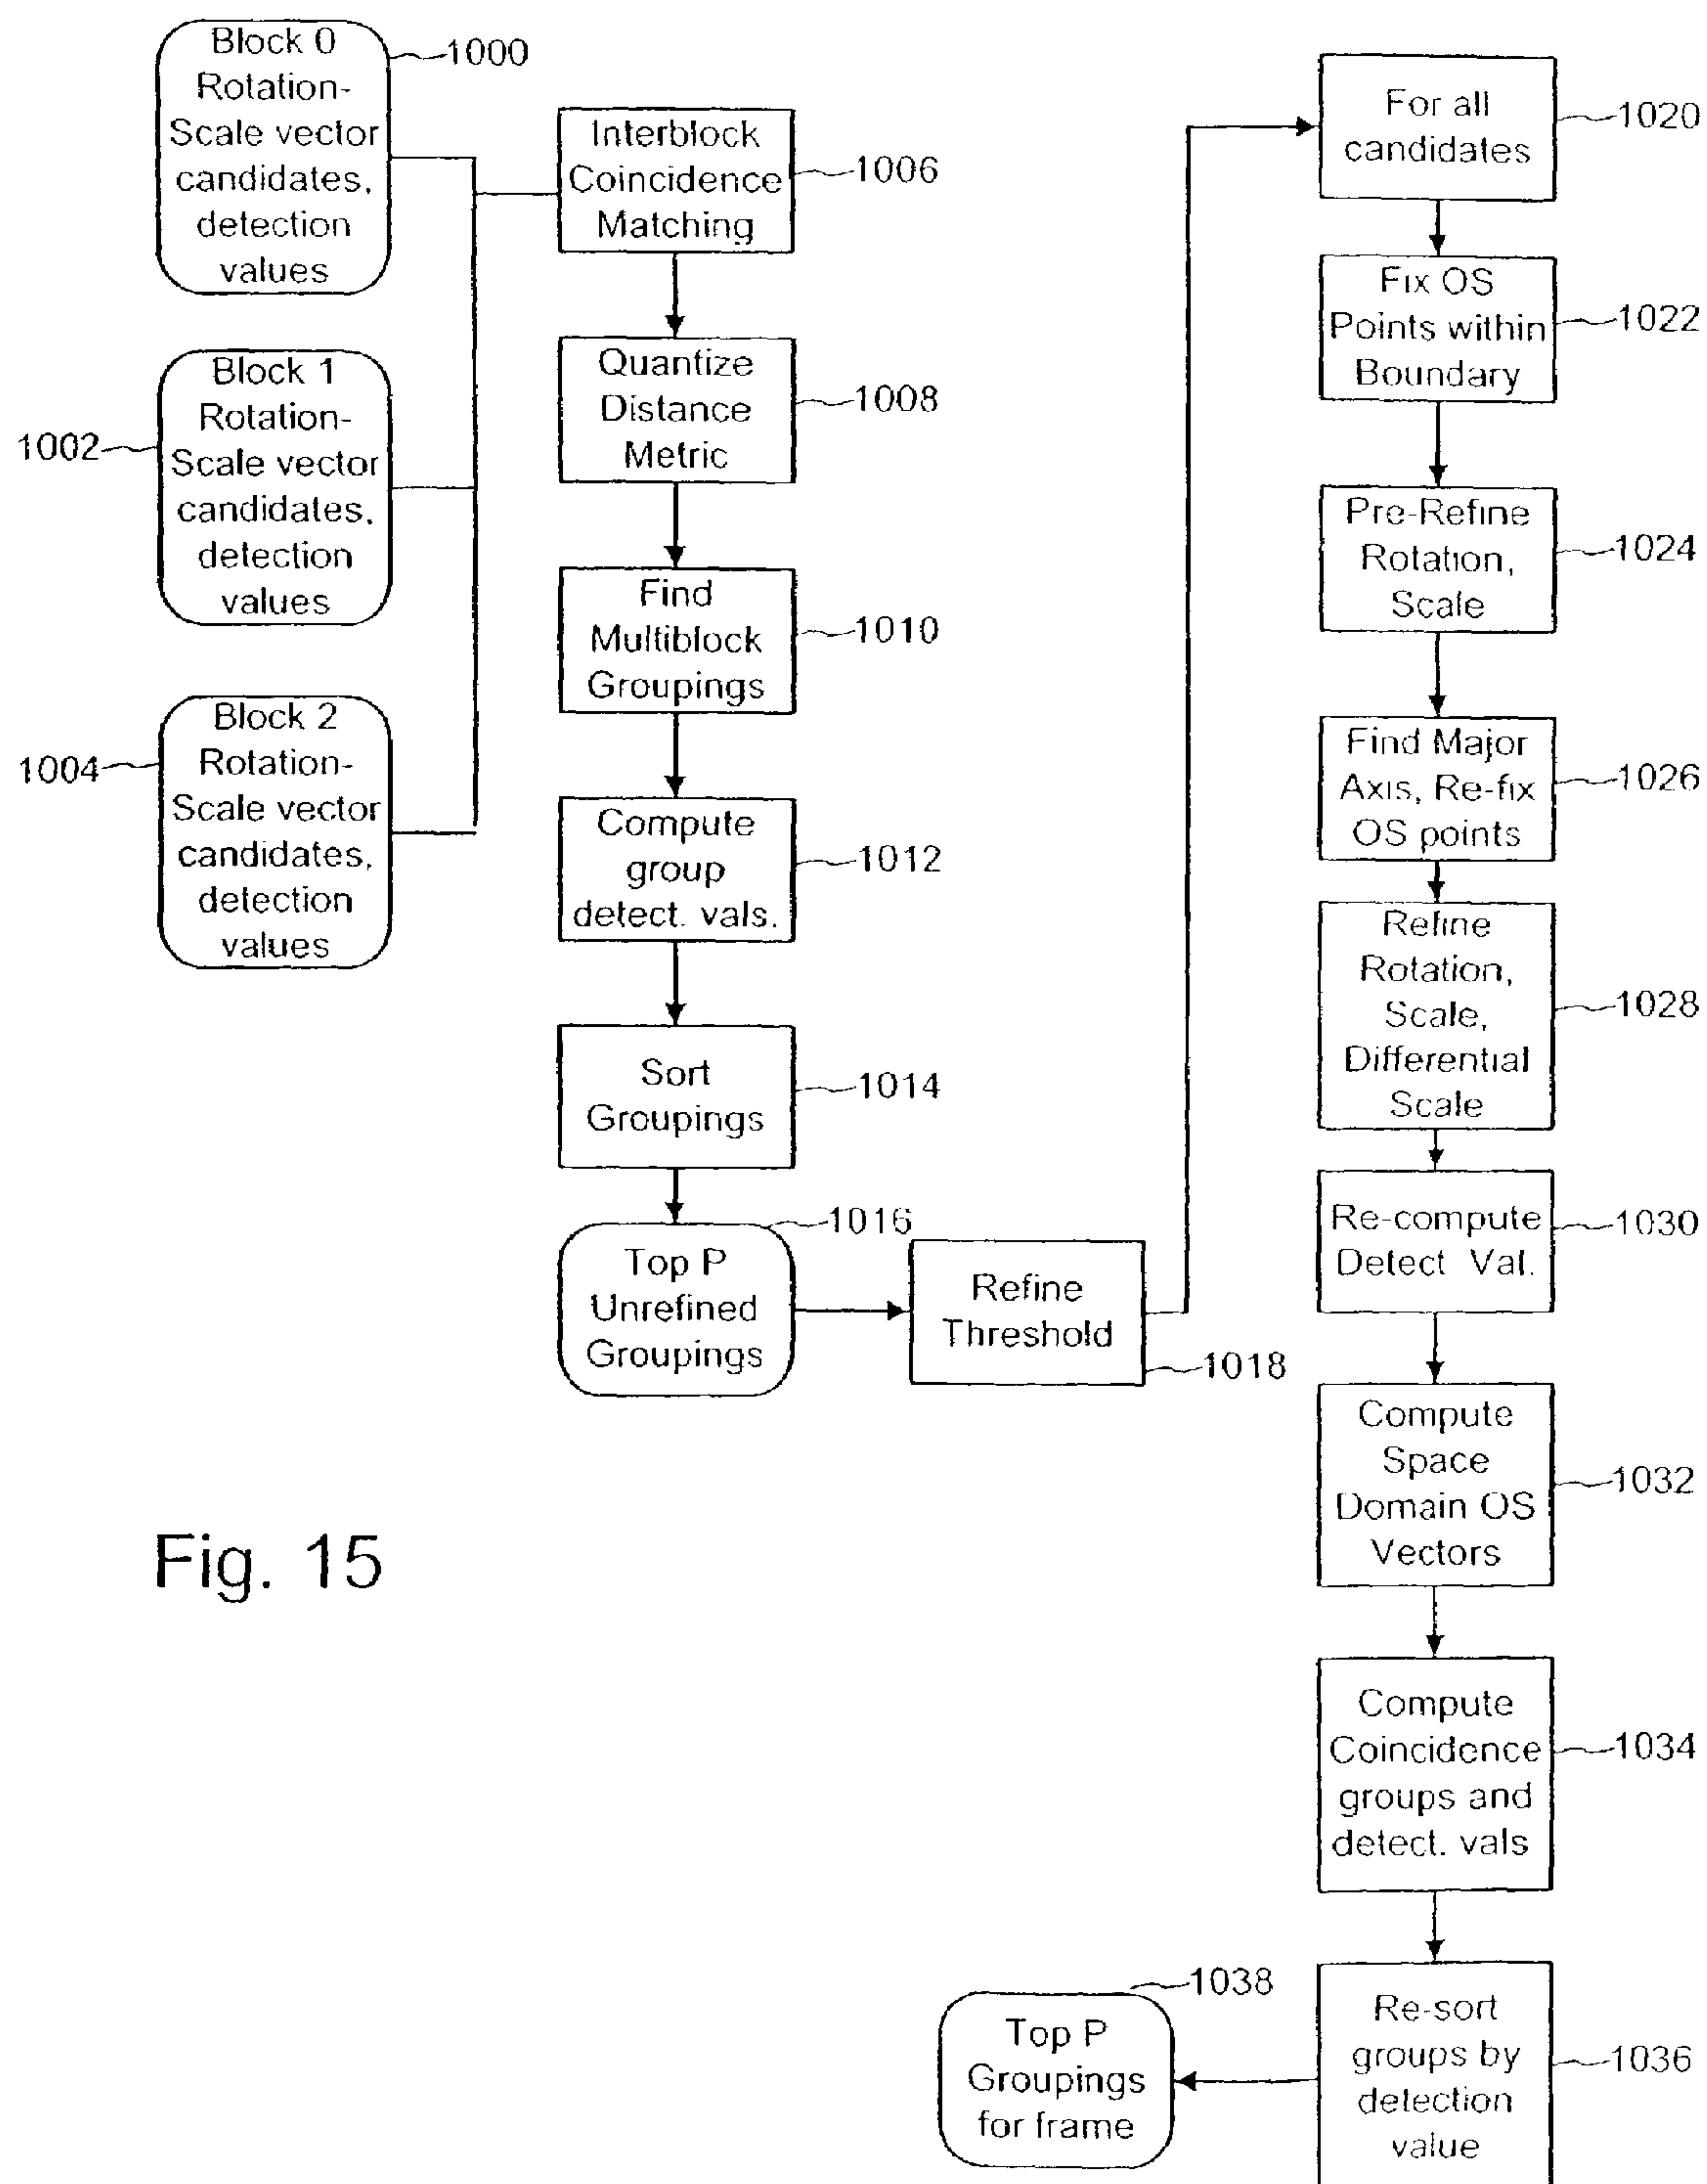 Block 0
Rotation-
Scale vector
candidates,
detection
values
1000
Block 1
Rotation-
Scale vector
candidates,
detection
values
1002
Block 2
Rotation-
Scale vector
candidates,
detection
values
1004
Interblock
Coincidence
Matching
1006
Quantize
Distance
Metric
1008
Find
Multiblock
Groupings
1010
Compute
group
detect. vals.
1012
Sort
Groupings
1014
Top P
Unrefined
Groupings
1016
Refine
Threshold
1018
For all
candidates
1020
Fix OS
Points within
Boundary
1022
Pre-Refine
Rotation,
Scale
1024
Find Major
Axis, Re-fix
OS points
1026
Refine
Rotation,
Scale,
Differential
Scale
1028
Re-compute
Detect Val.
1030
Compute
Space
Domain OS
Vectors
1032
Compute
Coincidence
groups and
detect. vals
1034
Re-sort
groups by
detection
value
1036
Top P
Groupings
for frame
1038
Fig. 15